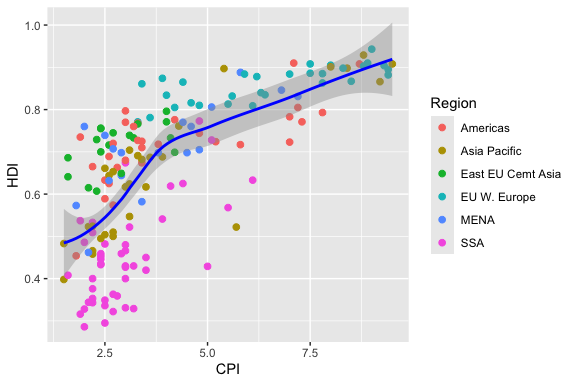 1.0
0.8
0.6
0.4
HDI
2.5 5.0 7.5
CPI
Region
Americas
Asia Pacific
East EU Cemt Asia
EU W. Europe
MENA
SSA